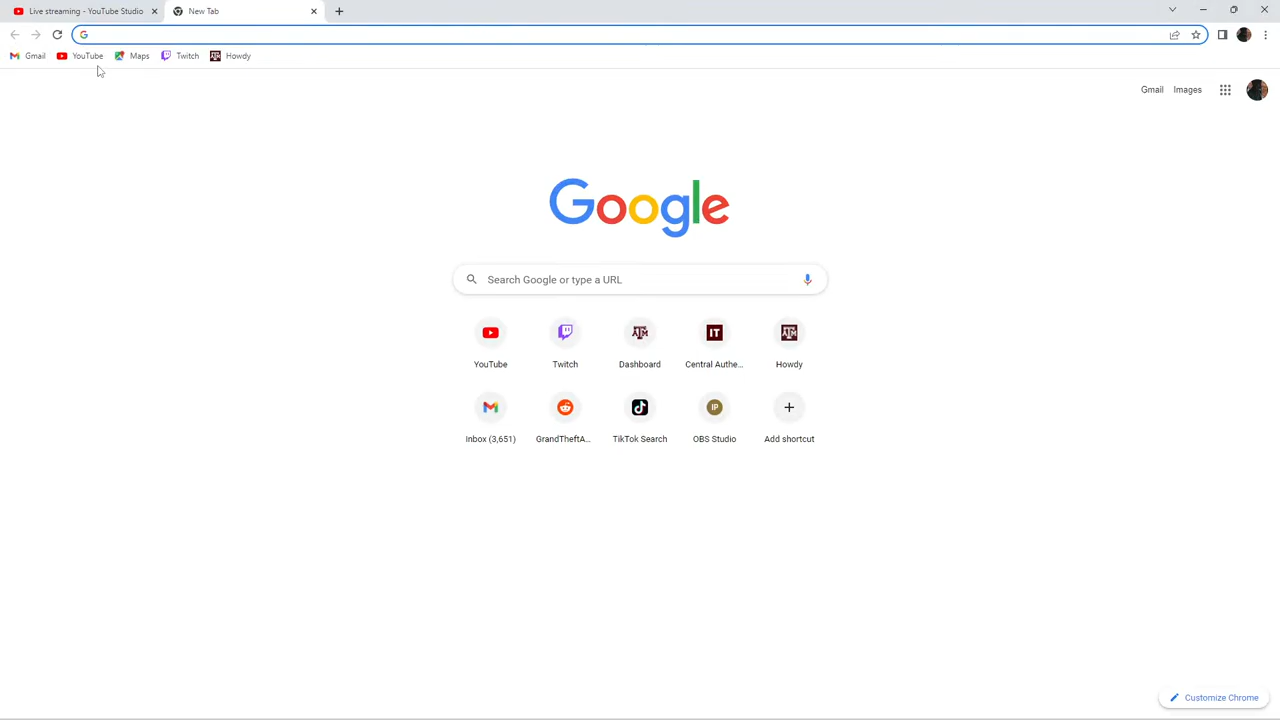 Live streaming - YouTube Studio New Tab
Gmail YouTube Maps Twitch Howdy
Gmail Images
Google
Search Google or type a URL
YouTube Twitch Dashboard Central Authe... Howdy
Inbox (3,651) GrandTheftA... TikTok Search OBS Studio Add shortcut
Customize Chrome